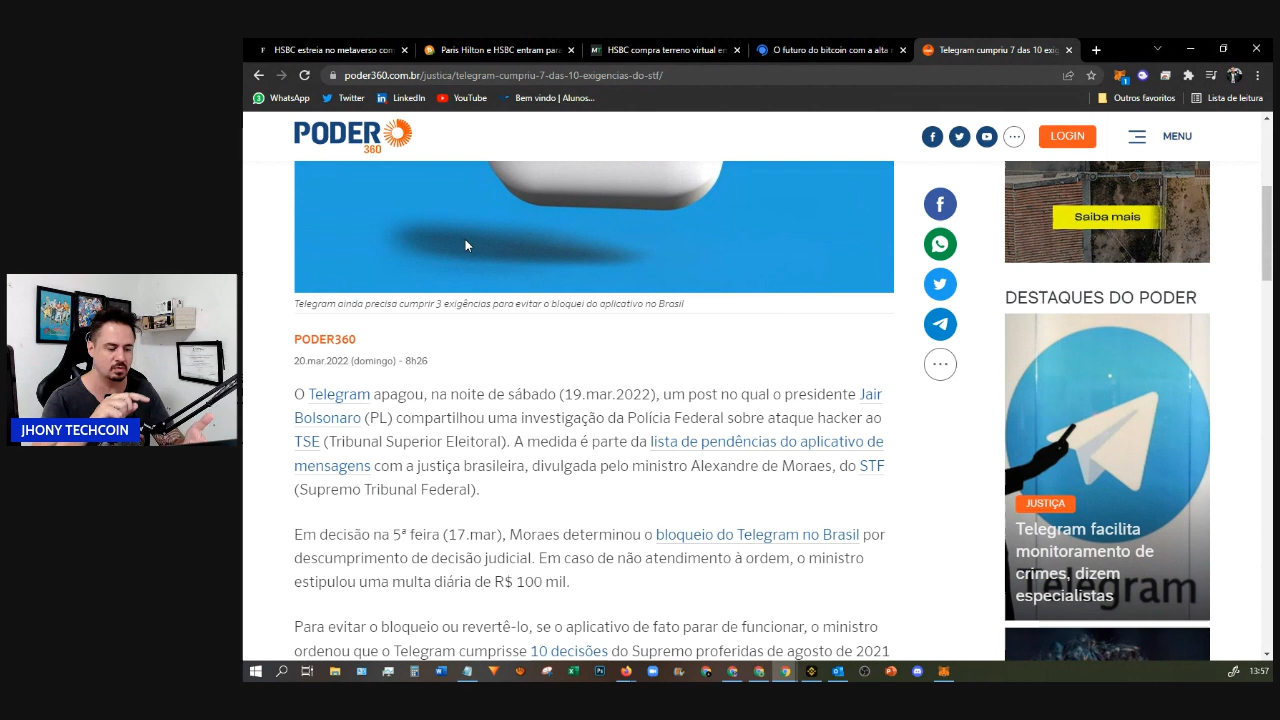 HSBC estreia no metaverso com
Paris Hilton e HSBC entram para
HSBC compra terreno virtual em
O futuro do bitcoin com a alta
Telegram cumpriu 7 das 10 exig
poder360.com.br/justica/telegram-cumpriu-7-das-10-exigencias-do-stf/
WhatsApp
Twitter
LinkedIn
YouTube
Bem vindo | Alunos...
Outros favoritos
Lista de leitura
PODER
360
LOGIN
MENU
Saiba mais
Telegram ainda precisa cumprir 3 exigências para evitar o bloquei do aplicativo no Brasil
PODER360
20.mar.2022 (domingo) - 8h26
O Telegram apagou, na noite de sábado (19.mar.2022), um post no qual o presidente Jair
Bolsonaro (PL) compartilhou uma investigação da Polícia Federal sobre ataque hacker ao
TSE (Tribunal Superior Eleitoral). A medida é parte da lista de pendências do aplicativo de
mensagens com a justiça brasileira, divulgada pelo ministro Alexandre de Moraes, do STF
(Supremo Tribunal Federal).
Em decisão na 5ª feira (17.mar), Moraes determinou o bloqueio do Telegram no Brasil por
descumprimento de decisão judicial. Em caso de não atendimento à ordem, o ministro
estipulou uma multa diária de R$ 100 mil.
Para evitar o bloqueio ou revertê-lo, se o aplicativo de fato parar de funcionar, o ministro
ordenou que o Telegram cumprisse 10 decisões do Supremo proferidas de agosto de 2021
DESTAQUES DO PODER
JUSTIÇA
Telegram facilita
monitoramento de
crimes, dizem
especialistas
Telegram
JHONY TECHCOIN
13:57